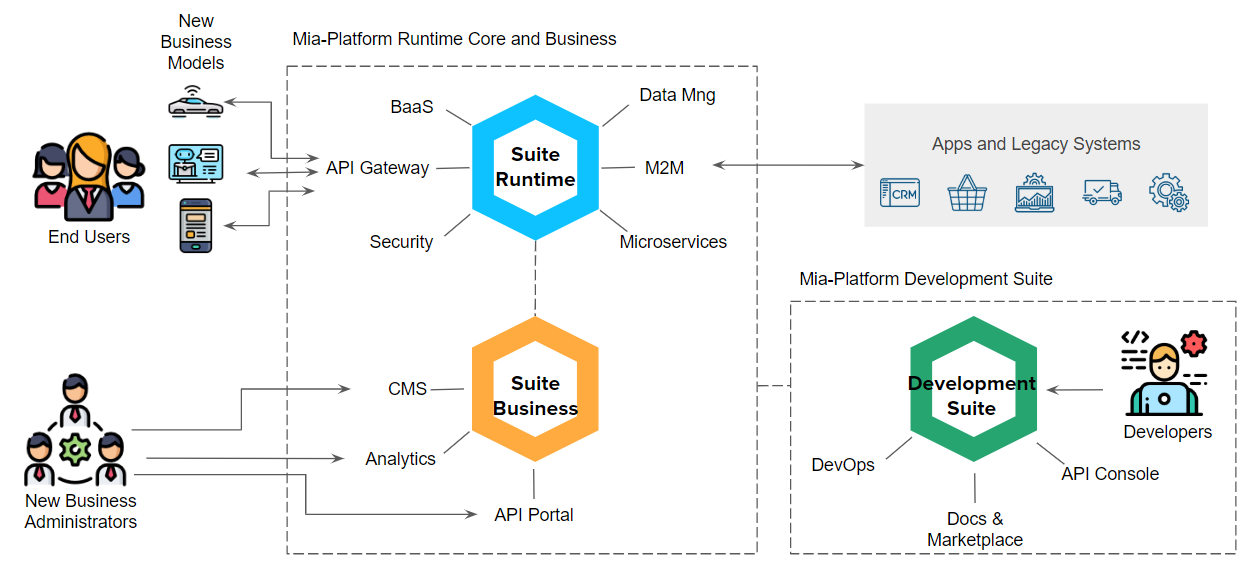 New
Business
Models
Mia-Platform Runtime Core and Business
BaaS
Data Mng
API Gateway
Suite
Runtime
M2M
Security
Microservices
End Users
Apps and Legacy Systems
CRM
Mia-Platform Development Suite
CMS
Suite
Business
Analytics
API Portal
New Business
Administrators
</>
Development
Suite
Developers
DevOps
API Console
Docs &
Marketplace